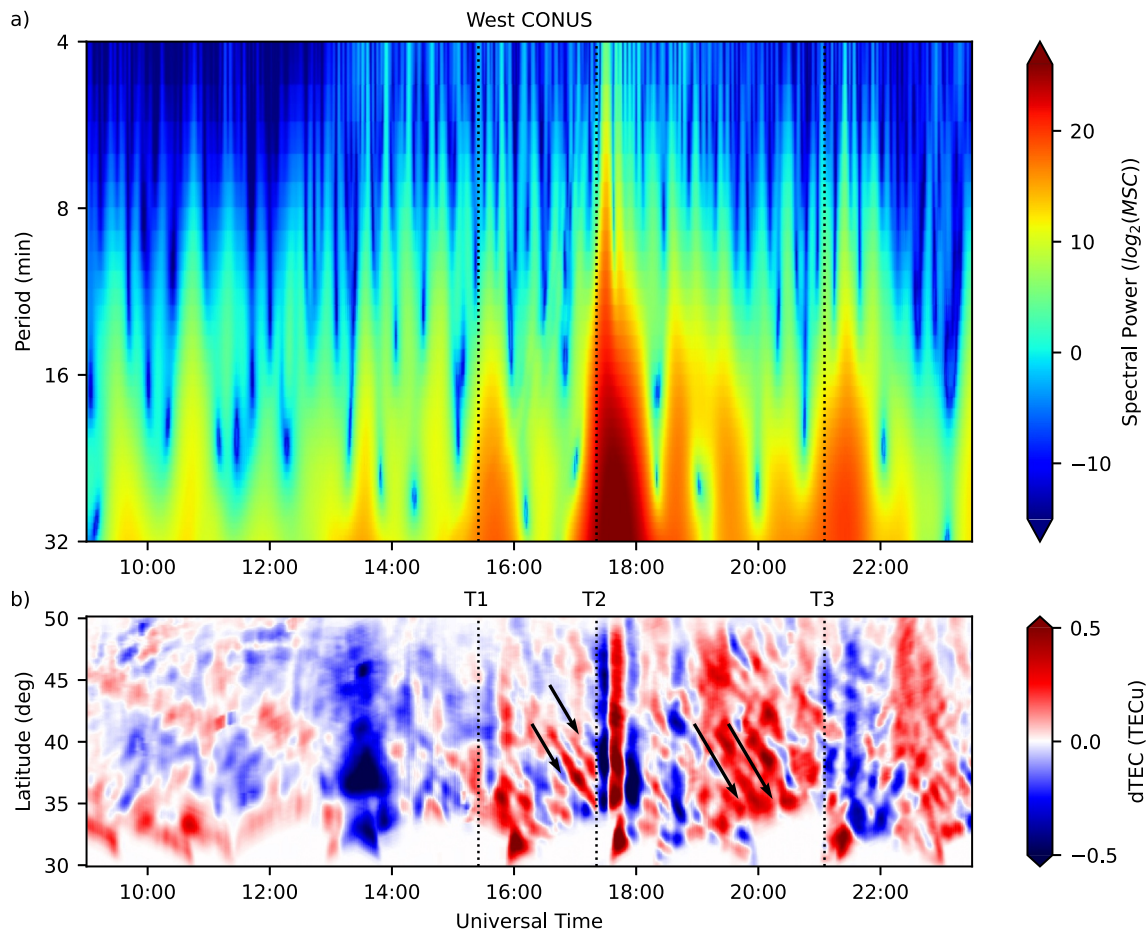 a)
West CONUS
4
8
16
32
Period (min)
10:00 12:00 14:00 16:00 18:00 20:00 22:00
20
10
0
−10
Spectral Power (log₂(MSC))
b)
T1 T2 T3
50
45
40
35
30
Latitude (deg)
10:00 12:00 14:00 16:00 18:00 20:00 22:00
Universal Time
0.5
0.0
−0.5
dTEC (TECu)